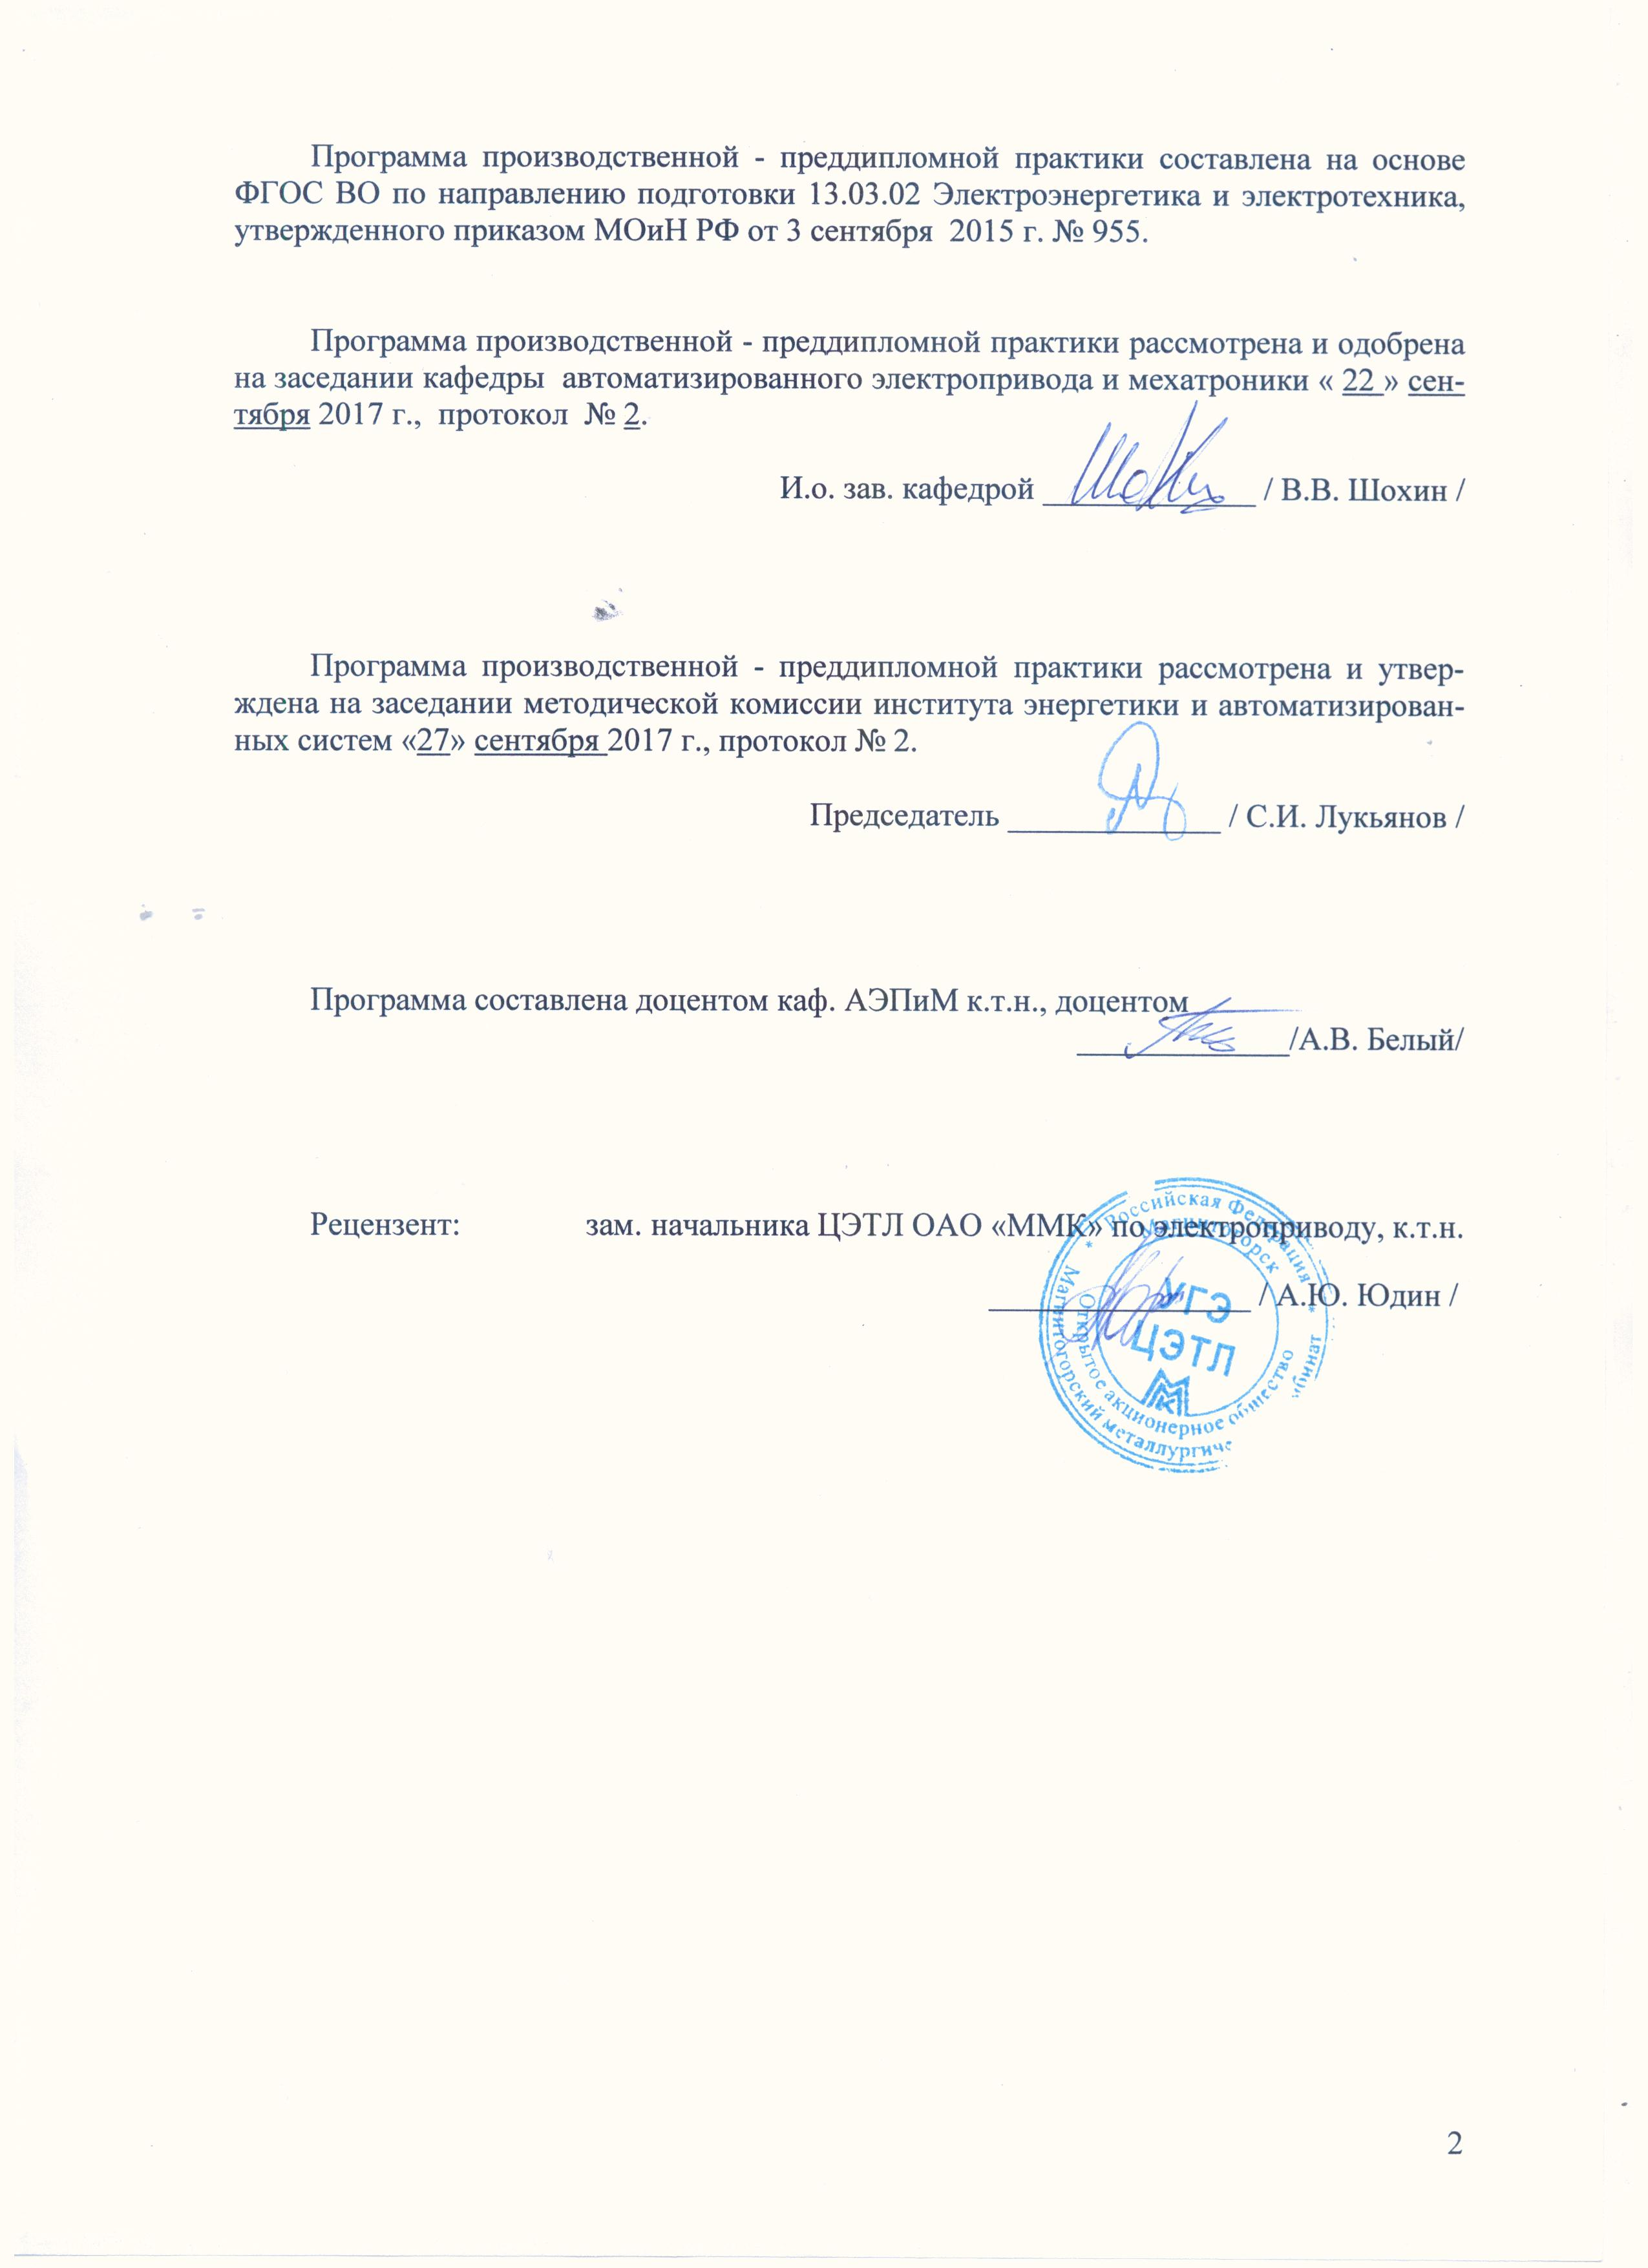 Программа производственной - преддипломной практики составлена на основе
ФГОС ВО по направлению подготовки 13.03.02 Электроэнергетика и электротехника,
утвержденного приказом МОиН РФ от 3 сентября 2015 г. № 955.
Программа производственной - преддипломной практики рассмотрена и одобрена
на заседании кафедры автоматизированного электропривода и мехатроники « 22 » сен-
тября 2017 г., протокол № 2.
И.о. зав. кафедрой / В.В. Шохин /
Программа производственной - преддипломной практики рассмотрена и утвер-
ждена на заседании методической комиссии института энергетики и автоматизирован-
ных систем «27» сентября 2017 г., протокол № 2.
Председатель / С.И. Лукьянов /
Программа составлена доцентом каф. АЭПиМ к.т.н., доцентом
/А.В. Белый/
Рецензент: зам. начальника ЦЭТЛ ОАО «ММК» по электроприводу, к.т.н.
/ А.Ю. Юдин /
Российская Федерация
Магнитогорск
Магнитогорский
Открытое акционерное общество
УГЭ
ЦЭТЛ
2